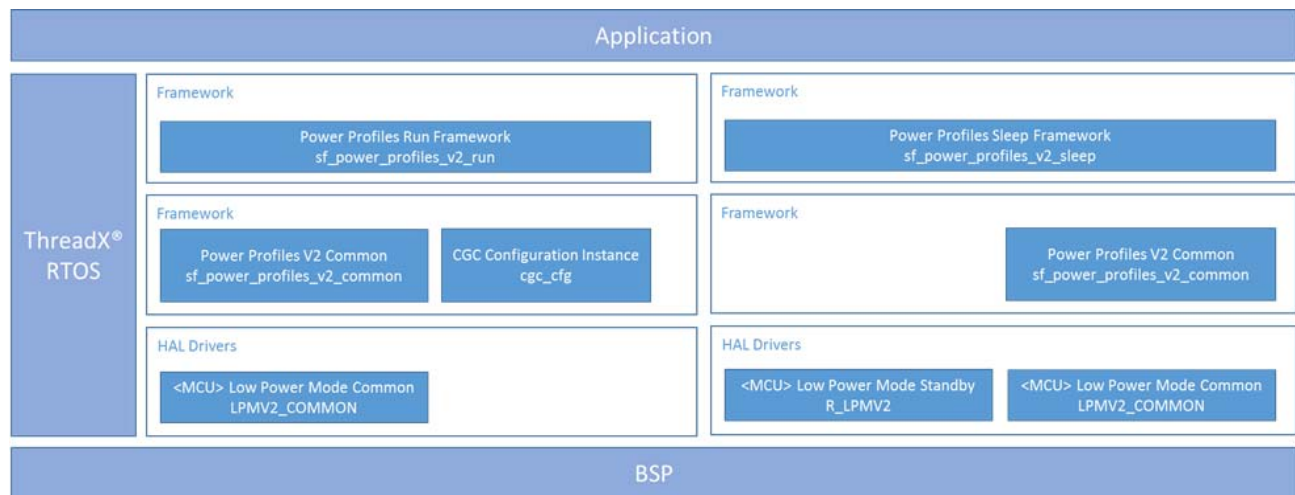 Application
ThreadX®
RTOS
Framework
Power Profiles Run Framework
sf_power_profiles_v2_run
Framework
Power Profiles Sleep Framework
sf_power_profiles_v2_sleep
Framework
Power Profiles V2 Common
sf_power_profiles_v2_common
CGC Configuration Instance
cgc_cfg
Framework
Power Profiles V2 Common
sf_power_profiles_v2_common
HAL Drivers
<MCU> Low Power Mode Common
LPMV2_COMMON
HAL Drivers
<MCU> Low Power Mode Standby
R_LPMV2
<MCU> Low Power Mode Common
LPMV2_COMMON
BSP